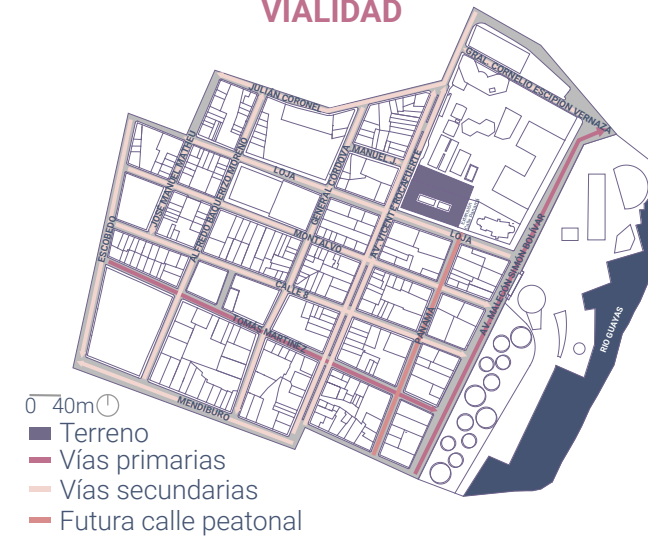 VIALIDAD
GRAL. CORNELIO ESCIPIÓN VERNAZA
JULIÁN CORONEL
JOSÉ MANUEL MATHEU
ALFREDO BAQUERIZO MORENO
LOJA
GENERAL CÓRDOVA
MANUEL J.
AV. VICENTE ROCAFUERTE
LOJA
ESCOBEDO
MONTALVO
CALLE 8
PANAMÁ
AV. MALECÓN SIMÓN BOLÍVAR
RIO GUAYAS
TOMÁS MARTÍNEZ
MENDIBURO
0 40m
Terreno
Vías primarias
Vías secundarias
Futura calle peatonal